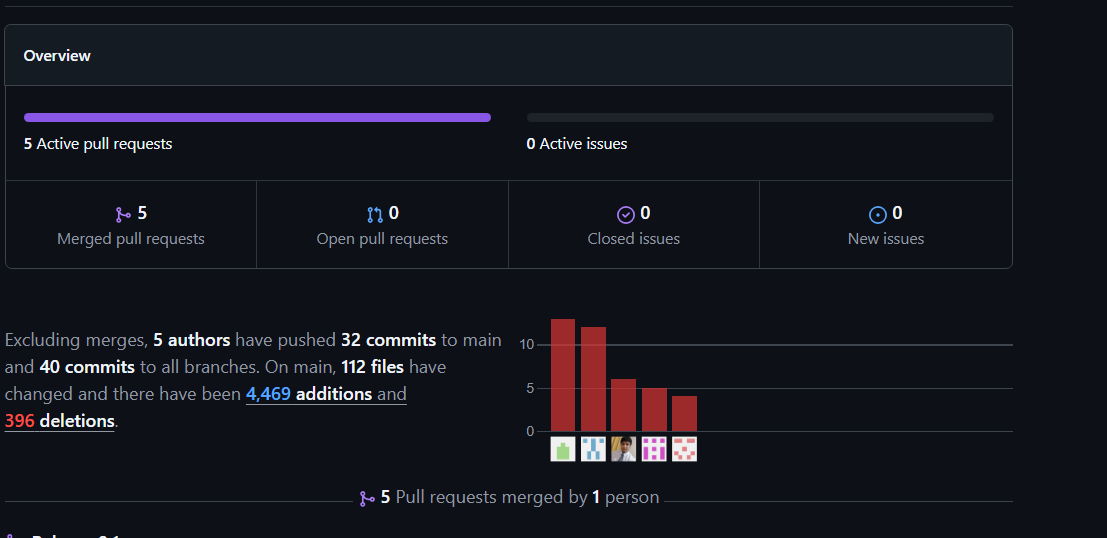 Overview
5 Active pull requests
0 Active issues
5
Merged pull requests
0
Open pull requests
0
Closed issues
0
New issues
Excluding merges, 5 authors have pushed 32 commits to main
and 40 commits to all branches. On main, 112 files have
changed and there have been 4,469 additions and
396 deletions.
10
5
0
5 Pull requests merged by 1 person